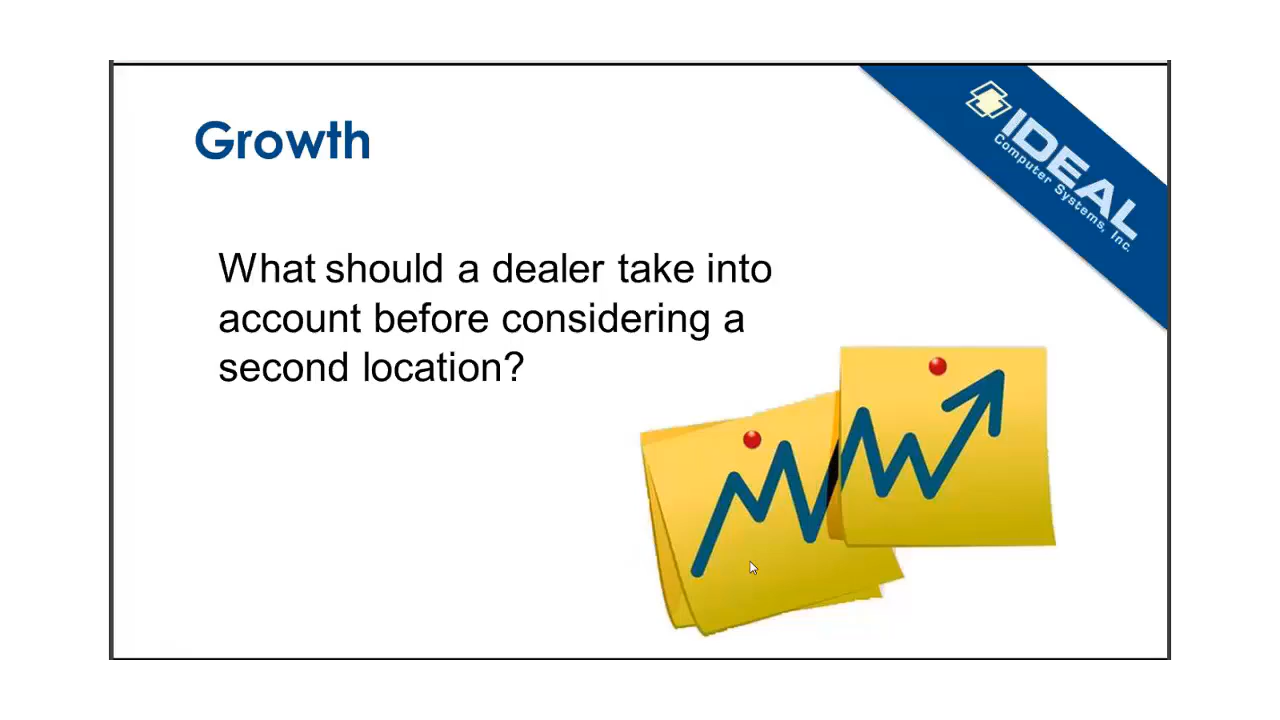 Growth
IDEAL
Computer Systems, Inc.
What should a dealer take into
account before considering a
second location?